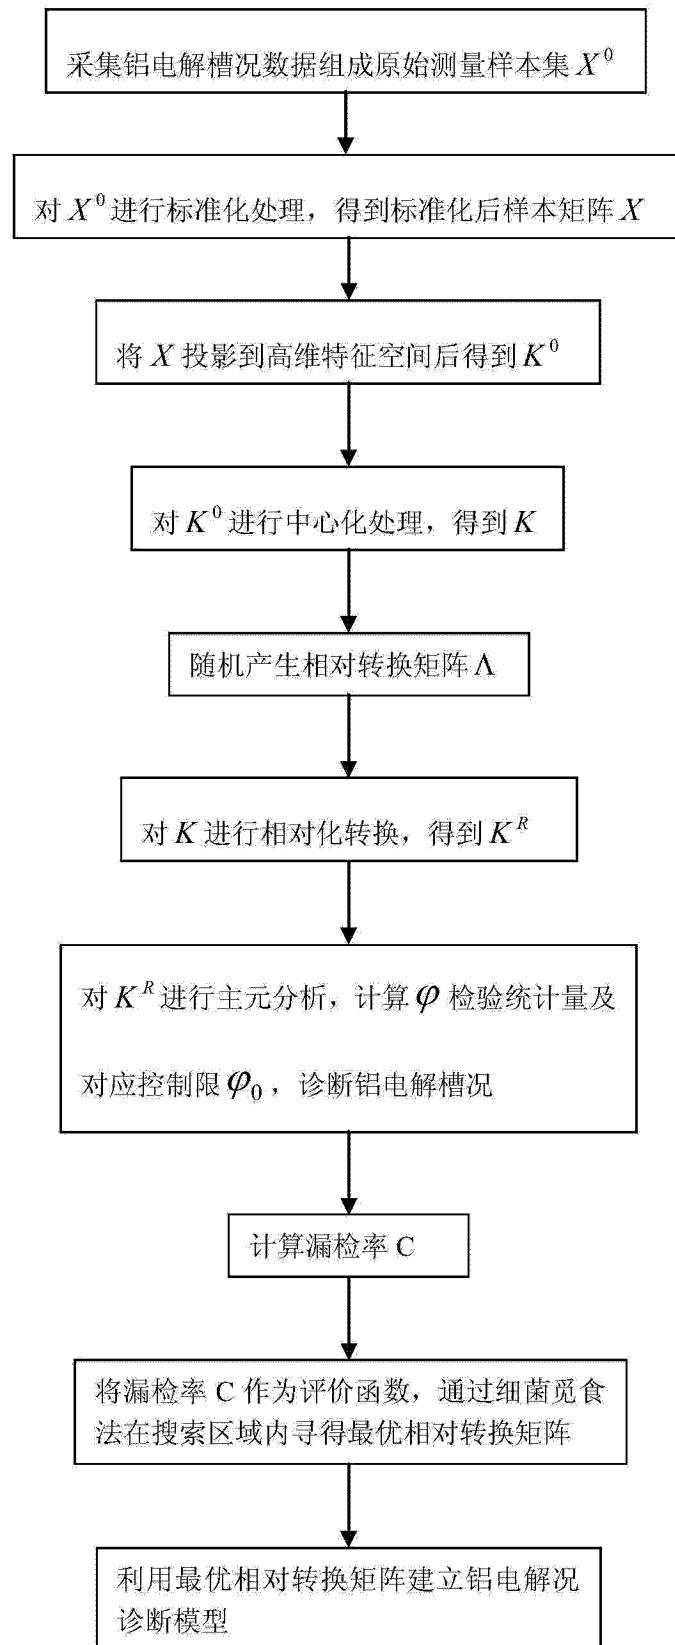 采集铝电解槽况数据组成原始测量样本集 X⁰
对 X⁰ 进行标准化处理，得到标准化后样本矩阵 X
将 X 投影到高维特征空间后得到 K⁰
对 K⁰ 进行中心化处理，得到 K
随机产生相对转换矩阵 Λ
对 K 进行相对化转换，得到 Kᴿ
对 Kᴿ 进行主元分析，计算 φ 检验统计量及
对应控制限 φ₀，诊断铝电解槽况
计算漏检率 C
将漏检率 C 作为评价函数，通过细菌觅食
法在搜索区域内寻得最优相对转换矩阵
利用最优相对转换矩阵建立铝电解况
诊断模型